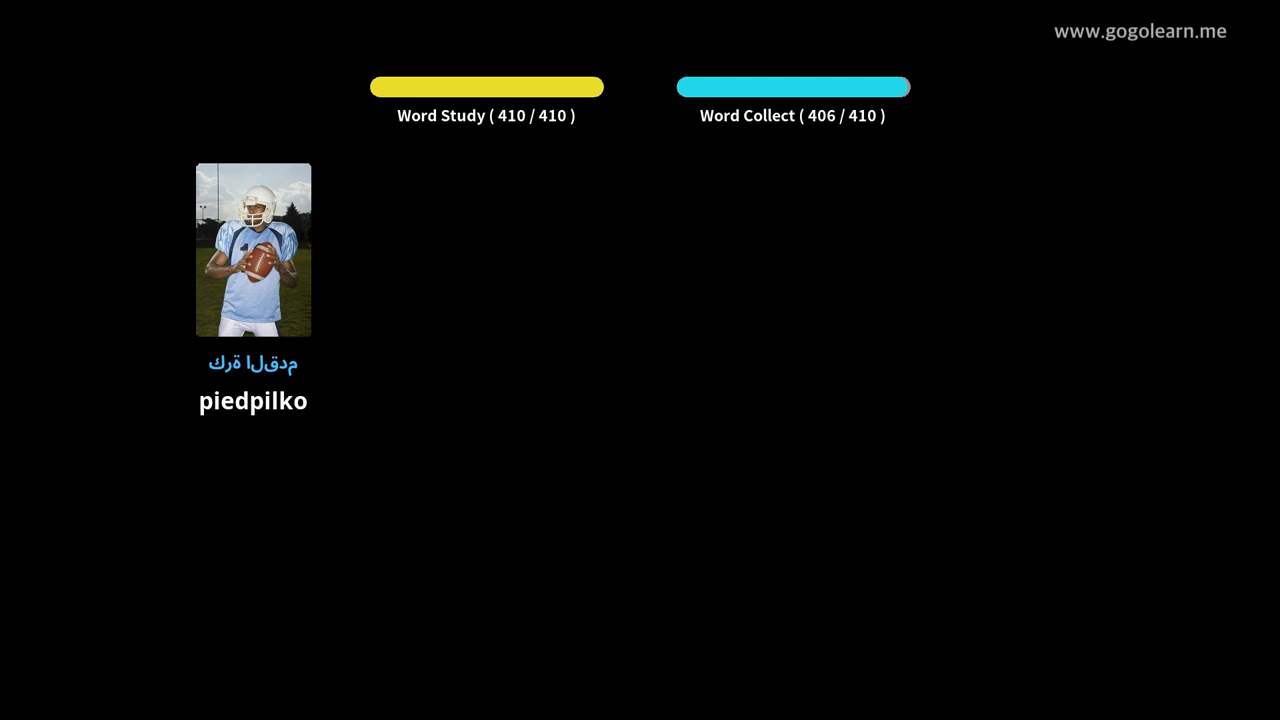 www.gogolearn.me
Word Study ( 410 / 410 )
Word Collect ( 406 / 410 )
كرة القدم
piedpilko